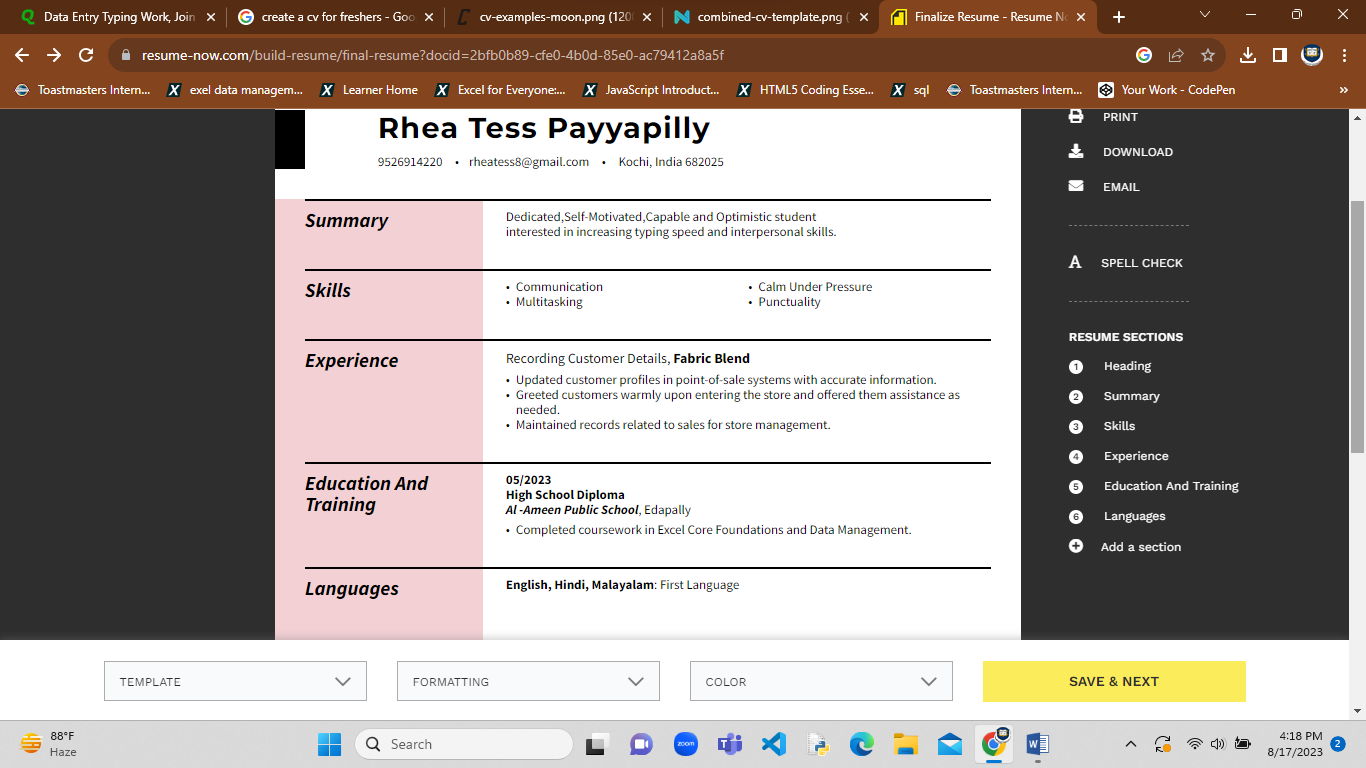 Data Entry Typing Work, Join
create a cv for freshers - Goo
cv-examples-moon.png (120
combined-cv-template.png (
Finalize Resume - Resume No
resume-now.com/build-resume/final-resume?docid=2bfb0b89-cfe0-4b0d-85e0-ac79412a8a5f
Toastmasters Intern...
exel data managem...
Learner Home
Excel for Everyone:...
JavaScript Introduct...
HTML5 Coding Esse...
sql
Toastmasters Intern...
Your Work - CodePen
»
Rhea Tess Payyapilly
9526914220 • rheatess8@gmail.com • Kochi, India 682025
Summary
Dedicated,Self-Motivated,Capable and Optimistic student
interested in increasing typing speed and interpersonal skills.
Skills
• Communication
• Multitasking
• Calm Under Pressure
• Punctuality
Experience
Recording Customer Details, Fabric Blend
• Updated customer profiles in point-of-sale systems with accurate information.
• Greeted customers warmly upon entering the store and offered them assistance as
needed.
• Maintained records related to sales for store management.
Education And
Training
05/2023
High School Diploma
Al -Ameen Public School, Edapally
• Completed coursework in Excel Core Foundations and Data Management.
Languages
English, Hindi, Malayalam: First Language
PRINT
DOWNLOAD
EMAIL
A SPELL CHECK
RESUME SECTIONS
1 Heading
2 Summary
3 Skills
4 Experience
5 Education And Training
6 Languages
Add a section
TEMPLATE
FORMATTING
COLOR
SAVE & NEXT
88°F
Haze
Search
zoom
4:18 PM
8/17/2023
2